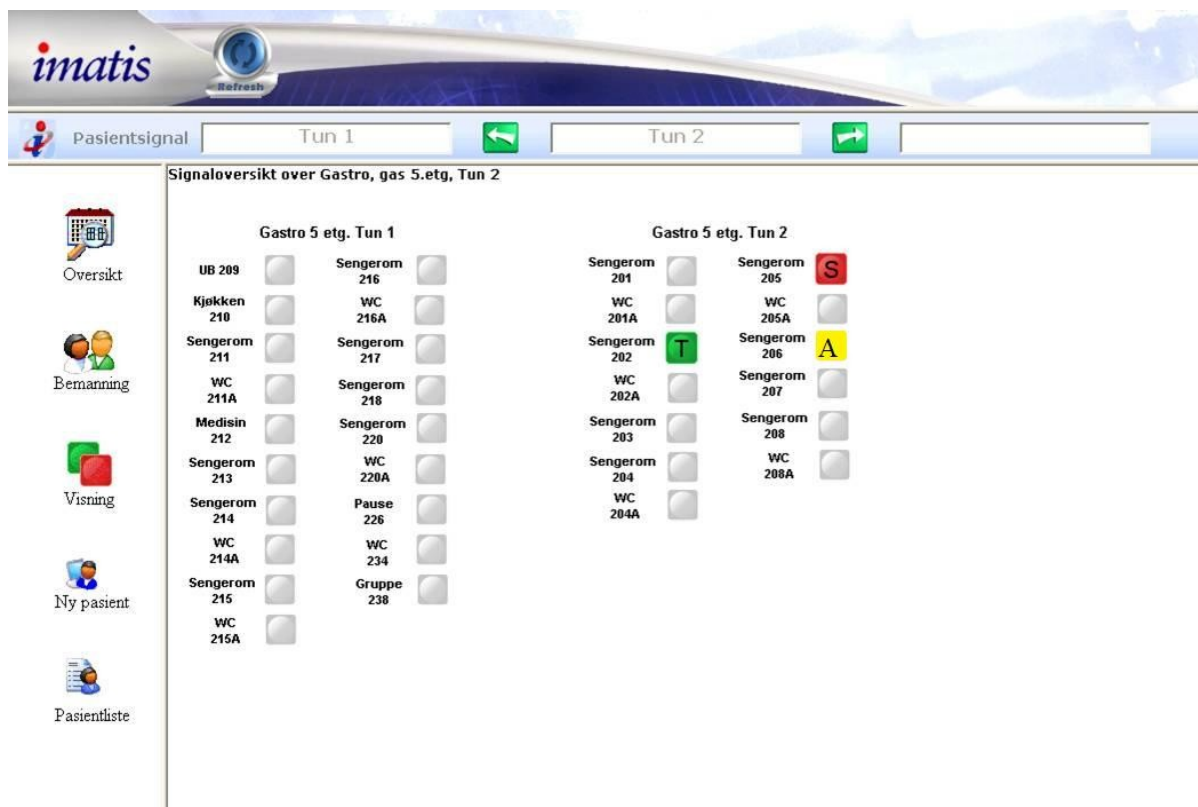 imatis
Refresh
Pasientsignal
Tun 1
Tun 2
Signaloversikt over Gastro, gas 5.etg, Tun 2
Oversikt
Bemanning
Visning
Ny pasient
Pasientliste
Gastro 5 etg. Tun 1
UB 209
Kjøkken
210
Sengerom
211
WC
211A
Medisin
212
Sengerom
213
Sengerom
214
WC
214A
Sengerom
215
WC
215A
Sengerom
216
WC
216A
Sengerom
217
Sengerom
218
Sengerom
220
WC
220A
Pause
226
WC
234
Gruppe
238
Gastro 5 etg. Tun 2
Sengerom
201
WC
201A
Sengerom
202
T
WC
202A
Sengerom
203
Sengerom
204
WC
204A
Sengerom
205
S
WC
205A
Sengerom
206
A
Sengerom
207
Sengerom
208
WC
208A